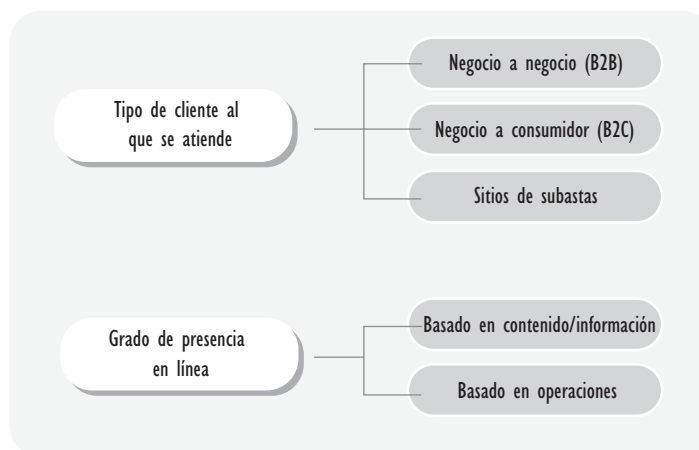 Tipo de cliente al
que se atiende
Negocio a negocio (B2B)
Negocio a consumidor (B2C)
Sitios de subastas
Grado de presencia
en línea
Basado en contenido/información
Basado en operaciones